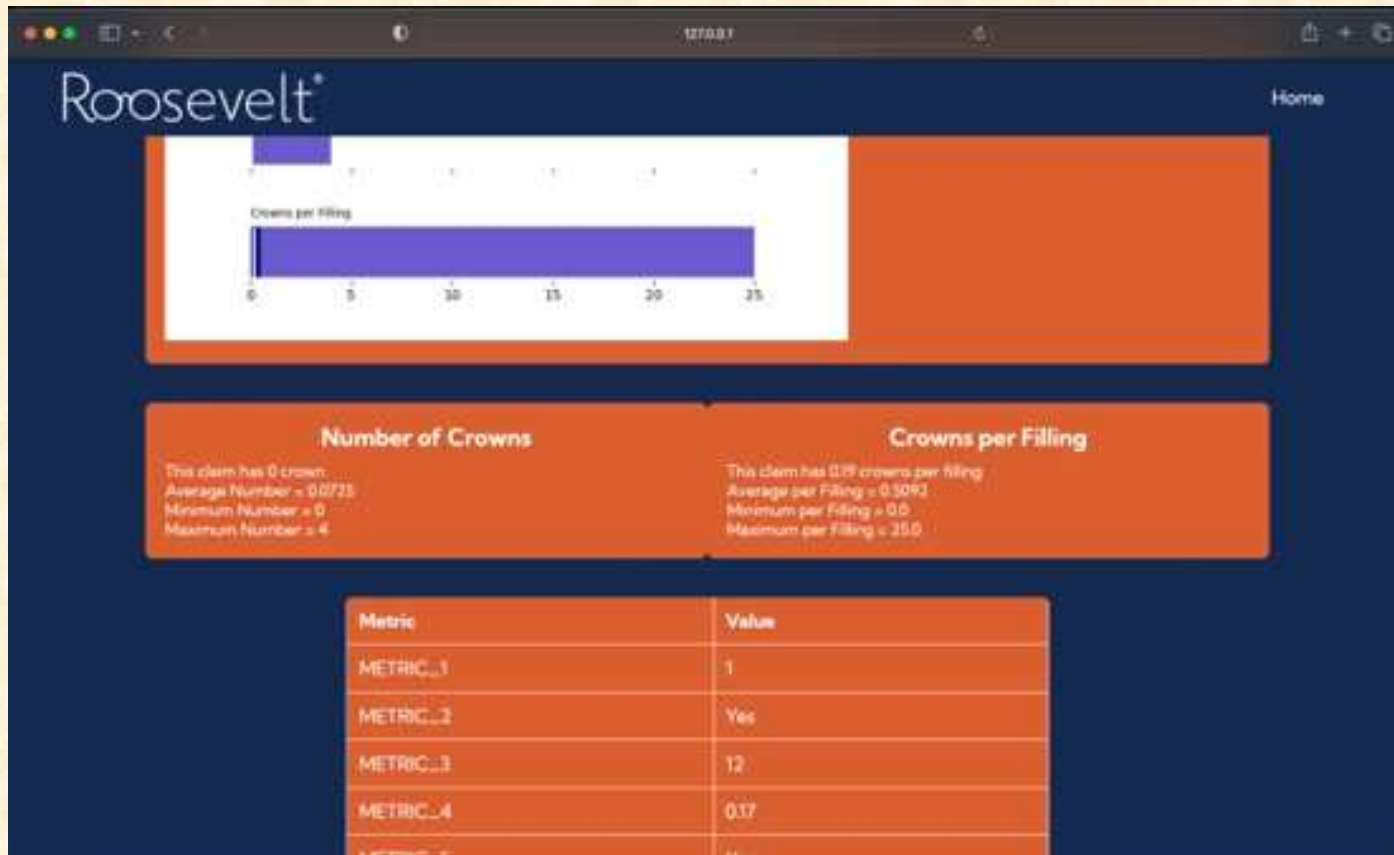 127.0.0.1
Roosevelt
Home
Crowns per Filling
0 5 10 15 20 25
Number of Crowns
This claim has 0 crown
Average Number = 0.0725
Minimum Number = 0
Maximum Number = 4
Crowns per Filling
This claim has 0.19 crowns per filling
Average per Filling = 0.5092
Minimum per Filling = 0.0
Maximum per Filling = 25.0
Metric Value
METRIC_1 1
METRIC_2 Yes
METRIC_3 12
METRIC_4 0.17